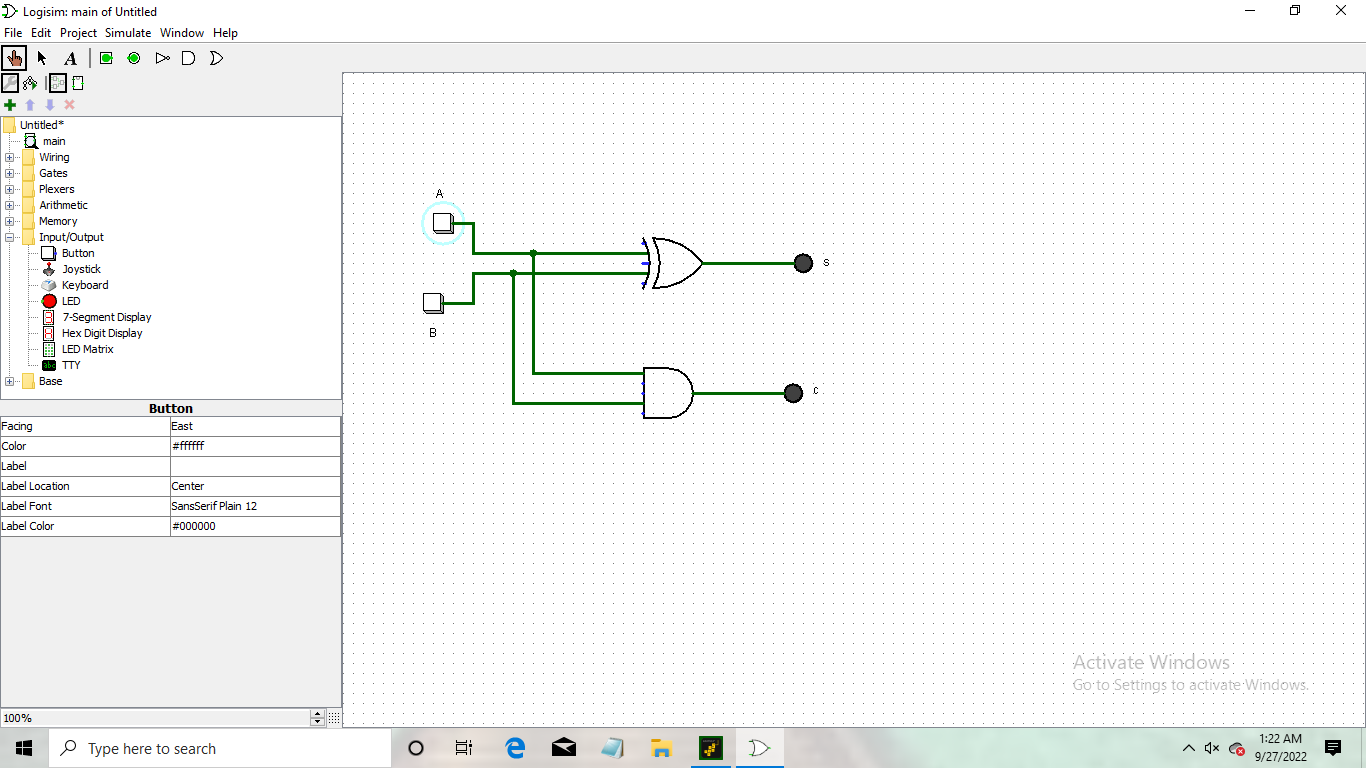 Logisim: main of Untitled
File Edit Project Simulate Window Help
A
Untitled*
main
Wiring
Gates
Plexers
Arithmetic
Memory
Input/Output
Button
Joystick
Keyboard
LED
7-Segment Display
Hex Digit Display
LED Matrix
TTY
Base
Button
Facing East
Color #ffffff
Label
Label Location Center
Label Font SansSerif Plain 12
Label Color #000000
100%
A
B
S
C
Activate Windows
Go to Settings to activate Windows.
Type here to search
1:22 AM
9/27/2022